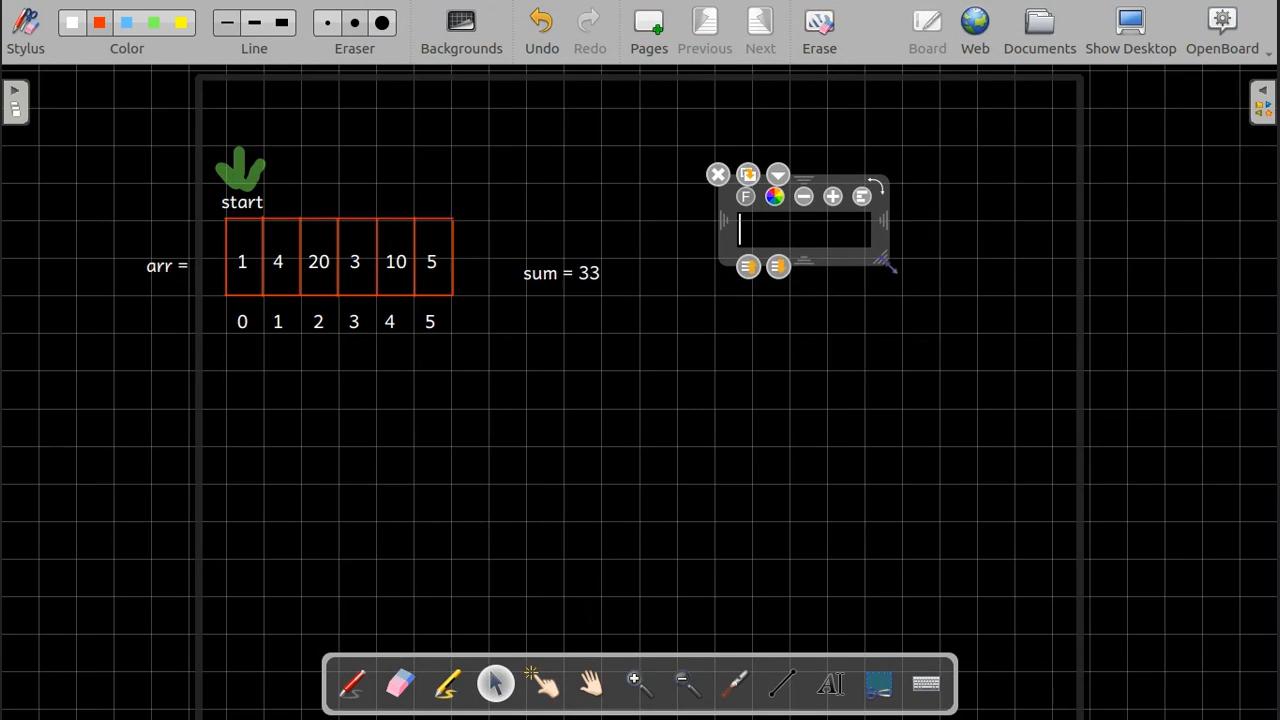 Stylus Color Line Eraser Backgrounds Undo Redo Pages Previous Next Erase Board Web Documents Show Desktop OpenBoard
start
F
arr = 1 4 20 3 10 5
sum = 33
0 1 2 3 4 5
AI